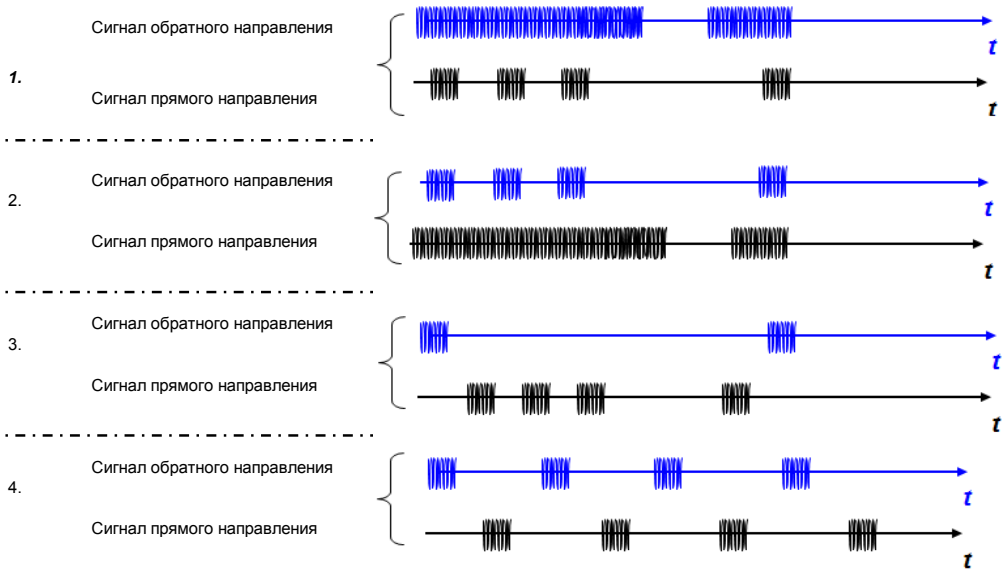 Сигнал обратного направления
t
1.
Сигнал прямого направления
t
Сигнал обратного направления
t
2.
Сигнал прямого направления
t
Сигнал обратного направления
t
3.
Сигнал прямого направления
t
Сигнал обратного направления
t
4.
Сигнал прямого направления
t